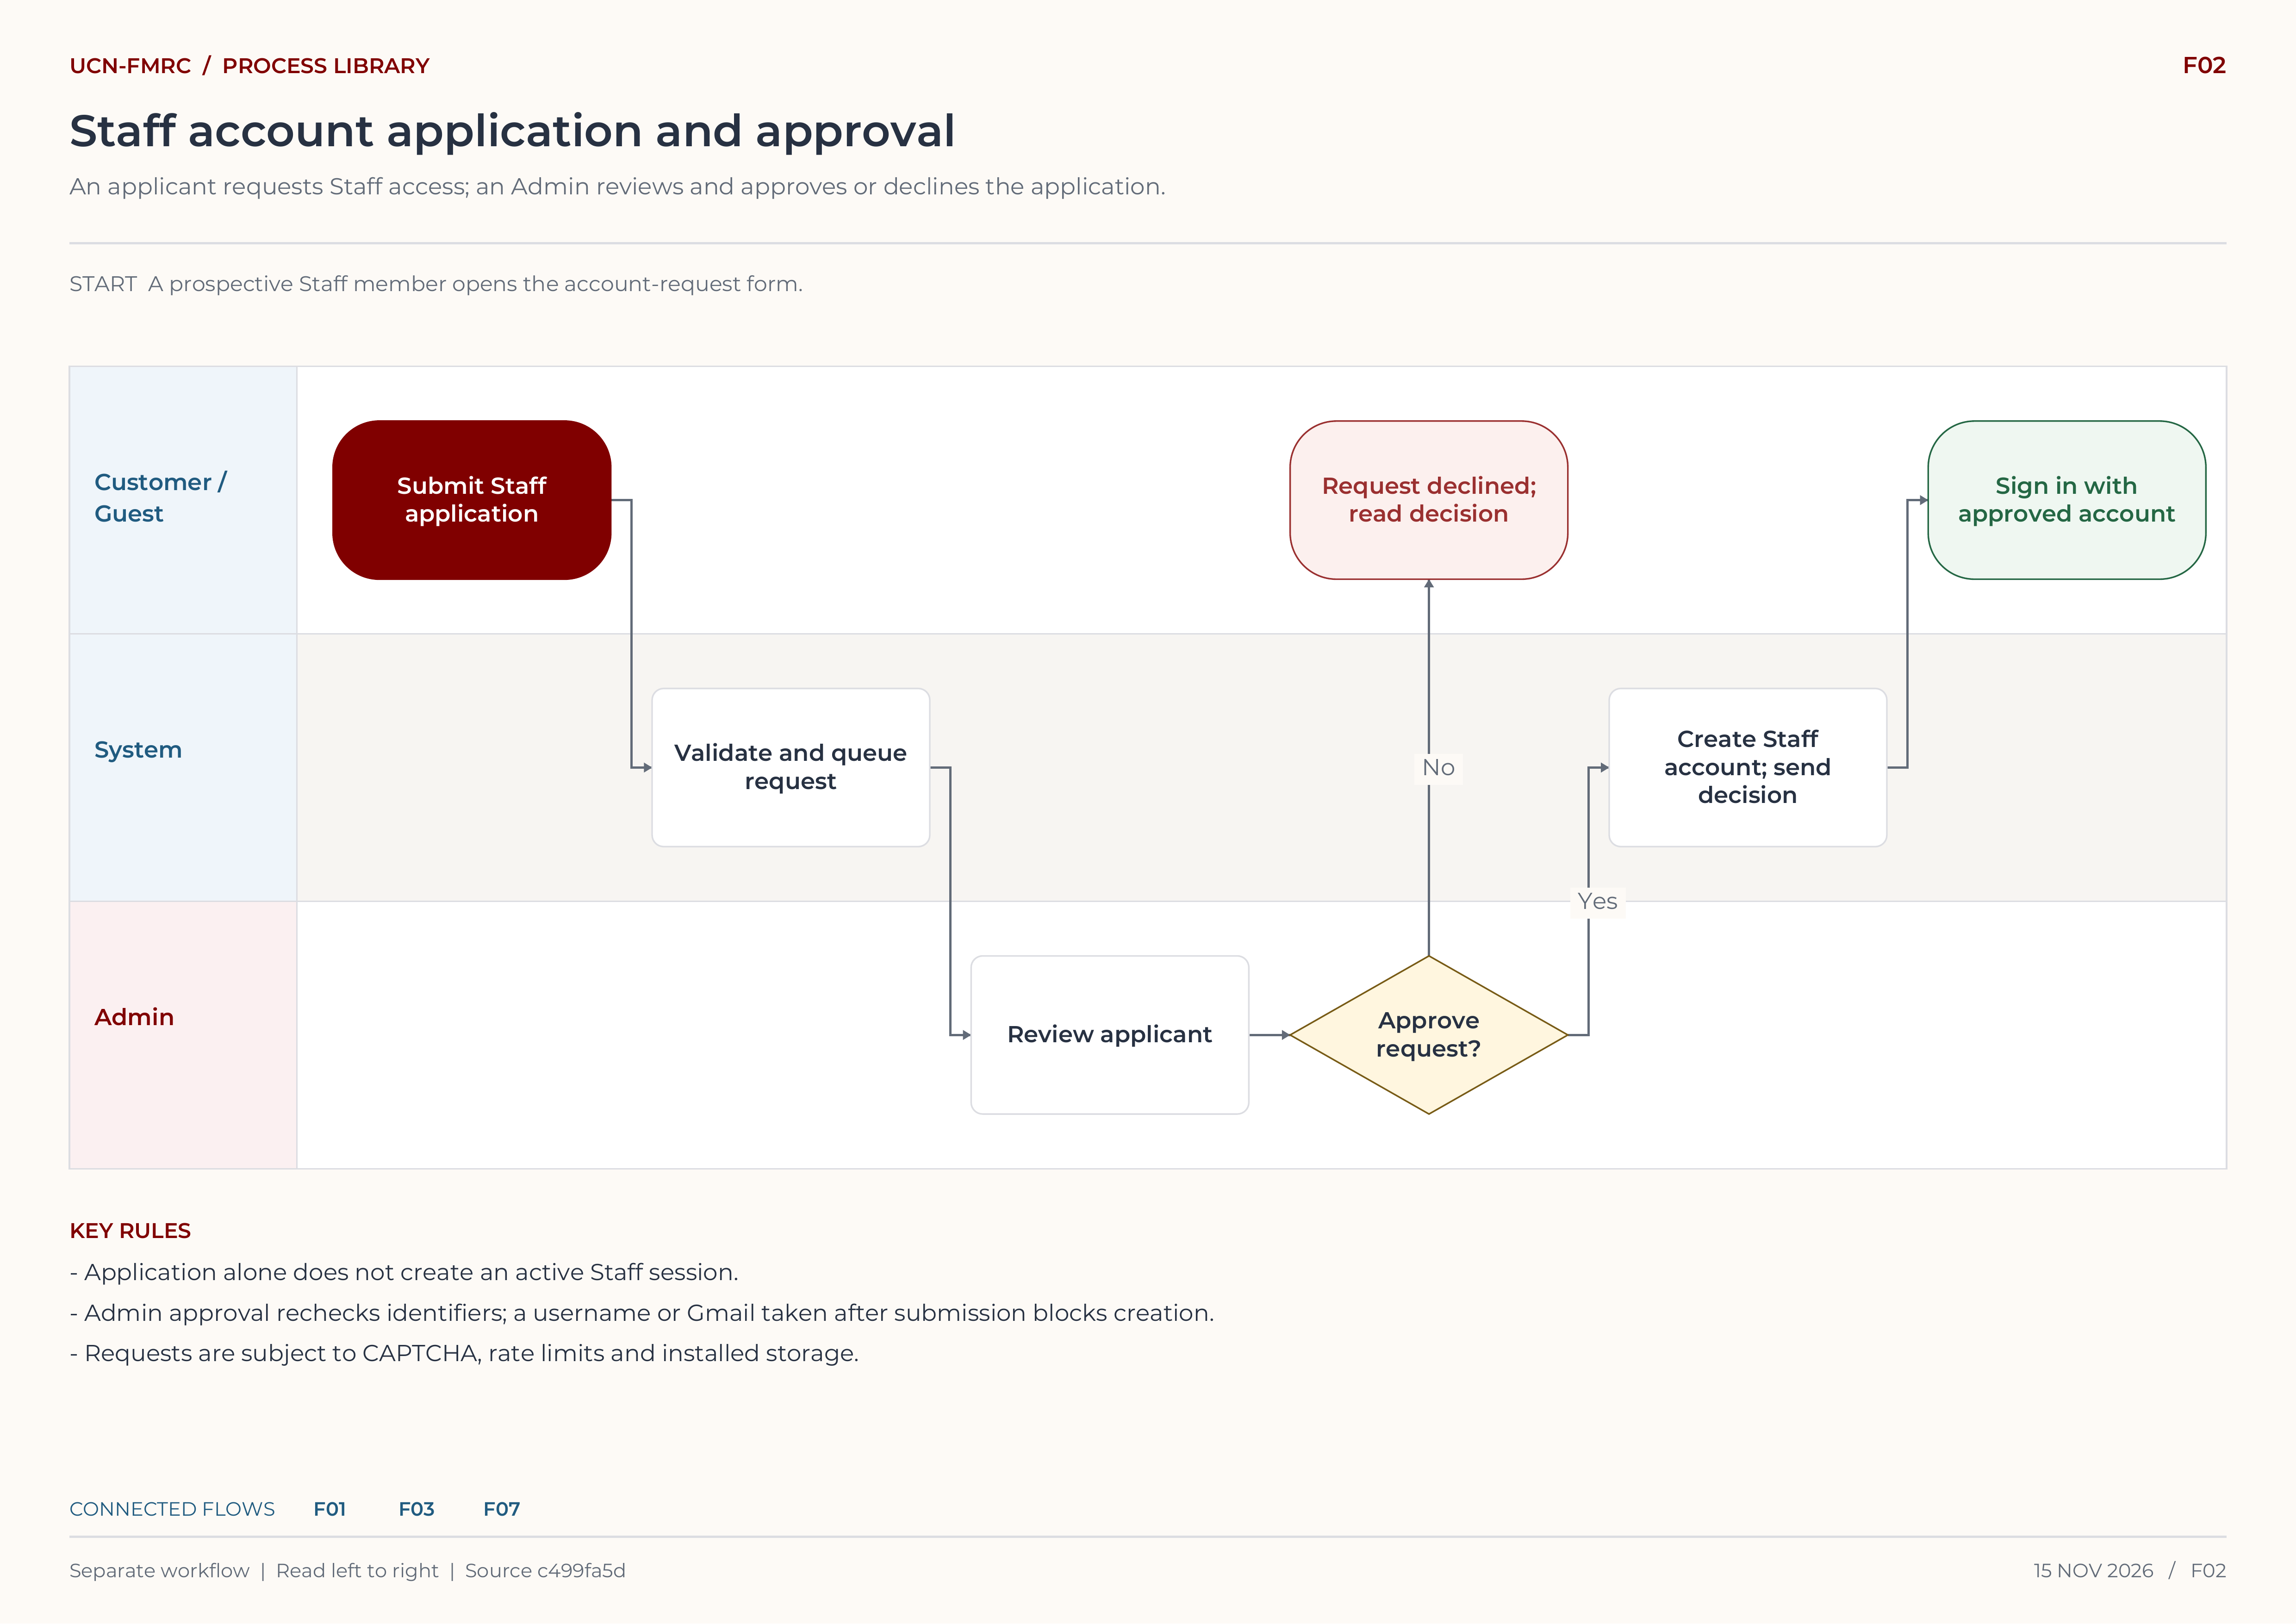 UCN-FMRC / PROCESS LIBRARY
F02
Staff account application and approval
An applicant requests Staff access; an Admin reviews and approves or declines the application.
START A prospective Staff member opens the account-request form.
Customer /
Guest
Submit Staff
application
Request declined;
read decision
Sign in with
approved account
System
Validate and queue
request
No
Create Staff
account; send
decision
Yes
Admin
Review applicant
Approve
request?
KEY RULES
- Application alone does not create an active Staff session.
- Admin approval rechecks identifiers; a username or Gmail taken after submission blocks creation.
- Requests are subject to CAPTCHA, rate limits and installed storage.
CONNECTED FLOWS F01 F03 F07
Separate workflow | Read left to right | Source c499fa5d
15 NOV 2026 / F02